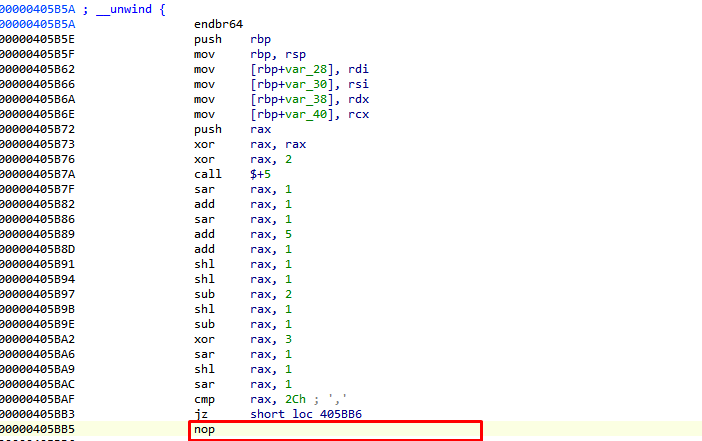 00000405B5A ; __unwind {
00000405B5A endbr64
00000405B5E push rbp
00000405B5F mov rbp, rsp
00000405B62 mov [rbp+var_28], rdi
00000405B66 mov [rbp+var_30], rsi
00000405B6A mov [rbp+var_38], rdx
00000405B6E mov [rbp+var_40], rcx
00000405B72 push rax
00000405B73 xor rax, rax
00000405B76 xor rax, 2
00000405B7A call $+5
00000405B7F sar rax, 1
00000405B82 add rax, 1
00000405B86 sar rax, 1
00000405B89 add rax, 5
00000405B8D add rax, 1
00000405B91 shl rax, 1
00000405B94 shl rax, 1
00000405B97 sub rax, 2
00000405B9B shl rax, 1
00000405B9E sub rax, 1
00000405BA2 xor rax, 3
00000405BA6 sar rax, 1
00000405BA9 shl rax, 1
00000405BAC sar rax, 1
00000405BAF cmp rax, 2Ch ; ','
00000405BB3 jz short loc_405BB6
00000405BB5 nop